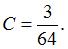 C = 3/64.